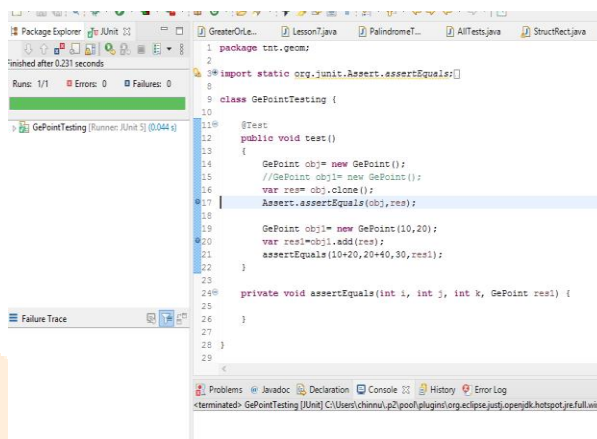 Package Explorer JUnit
GreaterOrLe... Lesson7.java PalindromeT... AllTests.java StructRect.java
Finished after 0.231 seconds
Runs: 1/1 Errors: 0 Failures: 0
GePointTesting [Runner: JUnit 5] (0.044 s)
Failure Trace
1 package tnt.geom;
2
3 import static org.junit.Assert.assertEquals;
8
9 class GePointTesting {
10
11 @Test
12 public void test()
13 {
14 GePoint obj= new GePoint();
15 //GePoint obj1= new GePoint();
16 var res= obj.clone();
17 Assert.assertEquals(obj,res);
18
19 GePoint obj1= new GePoint(10,20);
20 var res1=obj1.add(res);
21 assertEquals(10+20,20+40,30,res1);
22 }
23
24 private void assertEquals(int i, int j, int k, GePoint res1) {
25
26 }
27
28 }
29
Problems Javadoc Declaration Console History Error Log
<terminated> GePointTesting [JUnit] C:\Users\chinnu\.p2\pool\plugins\org.eclipse.justj.openjdk.hotspot.jre.full.wi